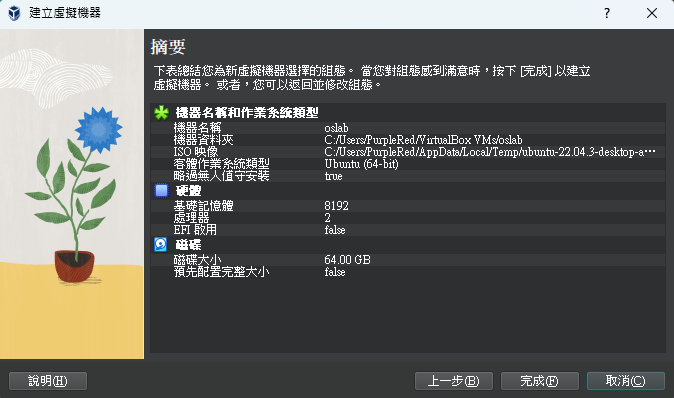 建立虛擬機器
?
摘要
下表總結您為新虛擬機器選擇的組態。 當您對組態感到滿意時，按下 [完成] 以建立
虛擬機器。 或者，您可以返回並修改組態。
機器名稱和作業系統類型
機器名稱 oslab
機器資料夾 C:/Users/PurpleRed/VirtualBox VMs/oslab
ISO 映像 C:/Users/PurpleRed/AppData/Local/Temp/ubuntu-22.04.3-desktop-a⋯
客體作業系統類型 Ubuntu (64-bit)
略過無人值守安裝 true
硬體
基礎記憶體 8192
處理器 2
EFI 啟用 false
磁碟
磁碟大小 64.00 GB
預先配置完整大小 false
說明(H) 上一步(B) 完成(F) 取消(C)